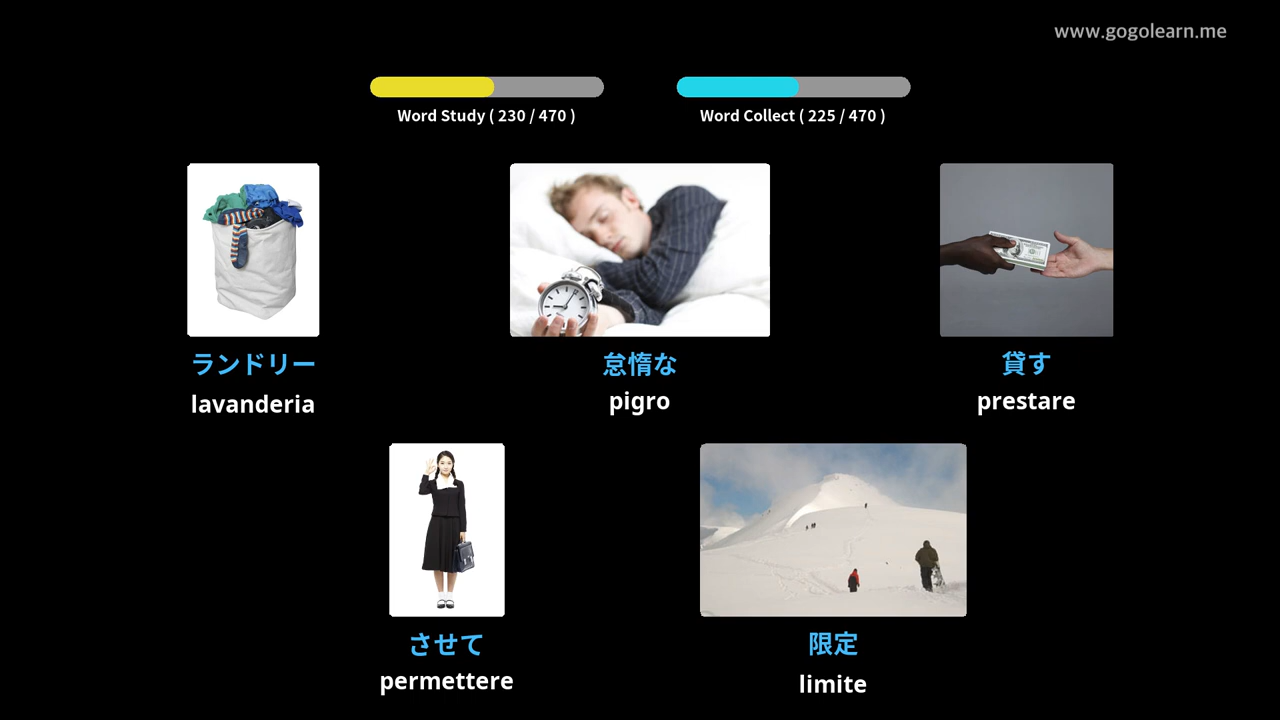 www.gogolearn.me
Word Study ( 230 / 470 )
Word Collect ( 225 / 470 )
ランドリー
lavanderia
怠惰な
pigro
貸す
prestare
させて
permettere
限定
limite